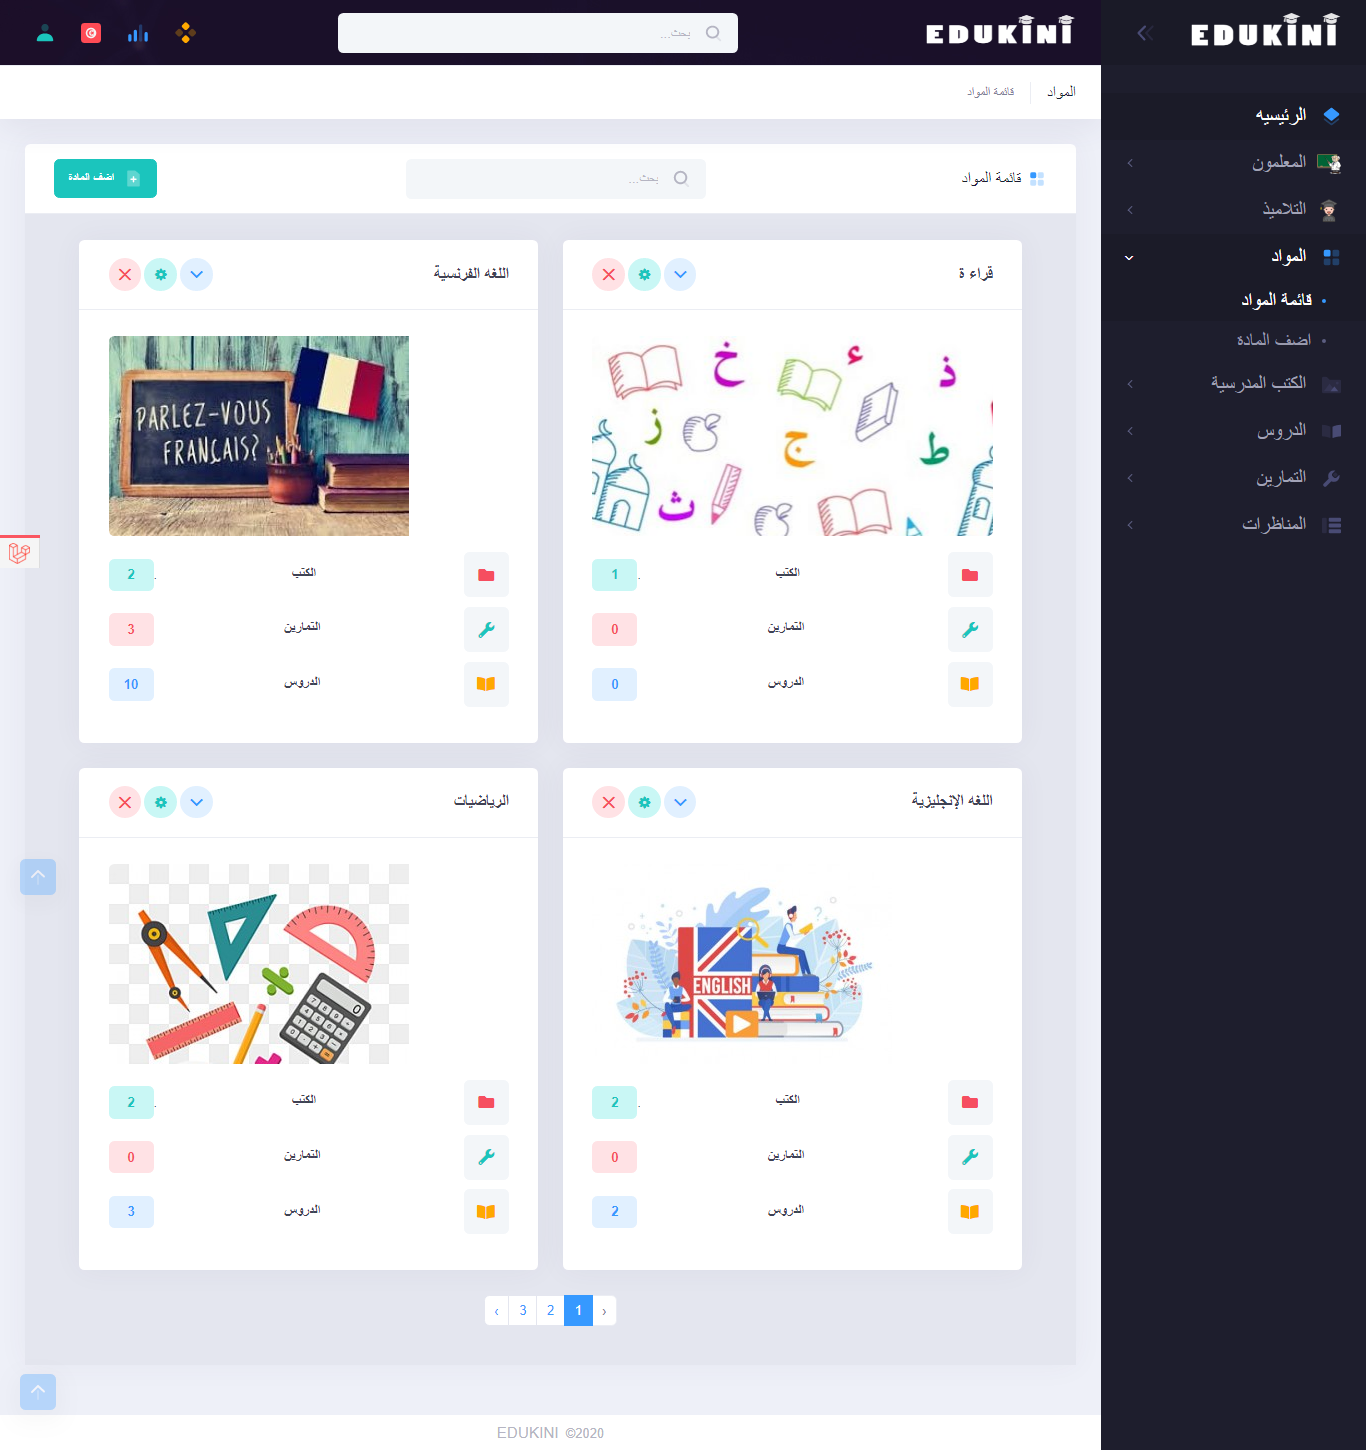 EDUKINI
EDUKINI
بحث...
الرئيسيه
المعلمون
التلاميذ
المواد
قائمة المواد
اضف المادة
الكتب المدرسية
الدروس
التمارين
المناظرات
المواد
قائمة المواد
قائمة المواد
بحث...
اضف المادة
قراء ة
خ
ء
ذ
ز
ج
ط
ث
الكتب
.
1
التمارين
0
الدروس
0
اللغه الفرنسية
PARLEZ-VOUS
FRANÇAIS?
الكتب
.
2
التمارين
3
الدروس
10
اللغه الإنجليزية
ENGLISH
الكتب
.
2
التمارين
0
الدروس
2
الرياضيات
الكتب
.
2
التمارين
0
الدروس
3
‹ 1 2 3 ›
EDUKINI ©2020